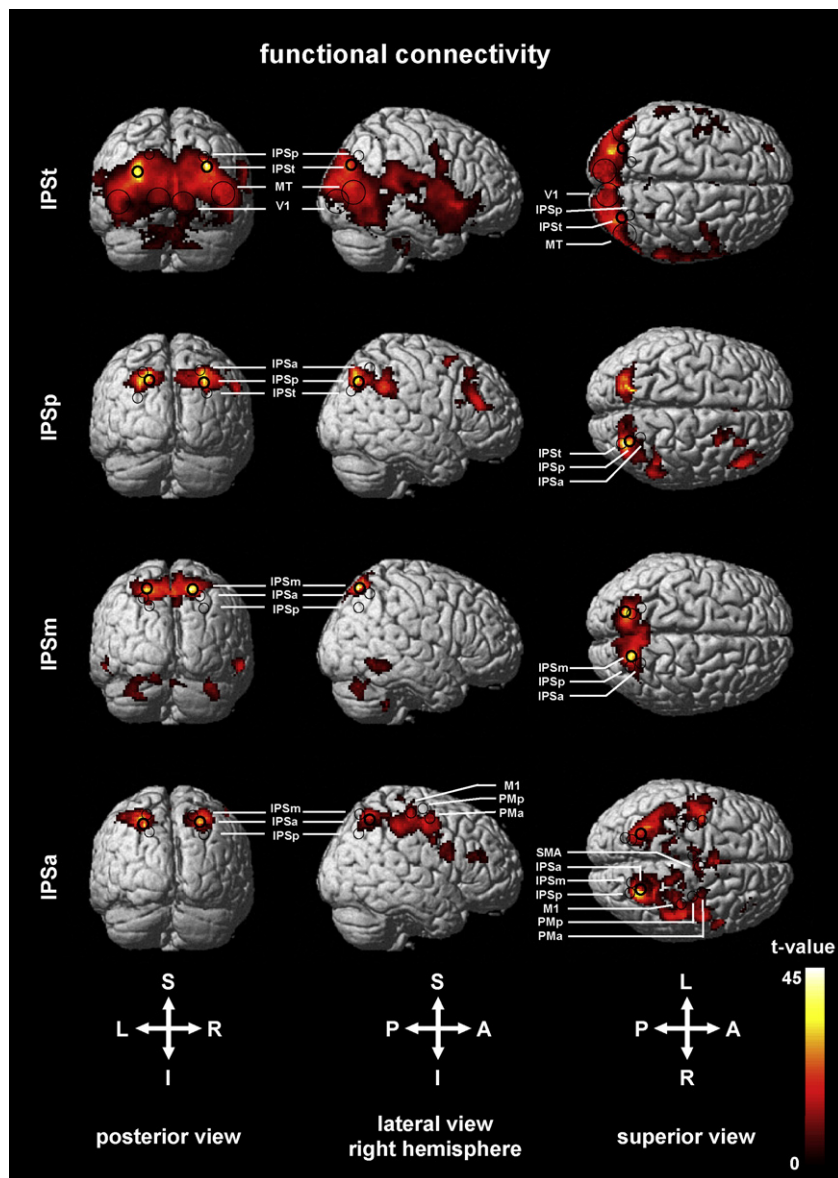 functional connectivity
IPSt
IPSp
IPSt
MT
V1
V1
IPSp
IPSt
MT
IPSp
IPSa
IPSp
IPSt
IPSt
IPSp
IPSa
IPSm
IPSm
IPSa
IPSp
IPSm
IPSp
IPSa
IPSa
IPSm
IPSa
IPSp
M1
PMp
PMa
SMA
IPSa
IPSm
IPSp
M1
PMp
PMa
t-value
45
0
S
L R
I
S
P A
I
L
P A
R
posterior view
lateral view
right hemisphere
superior view